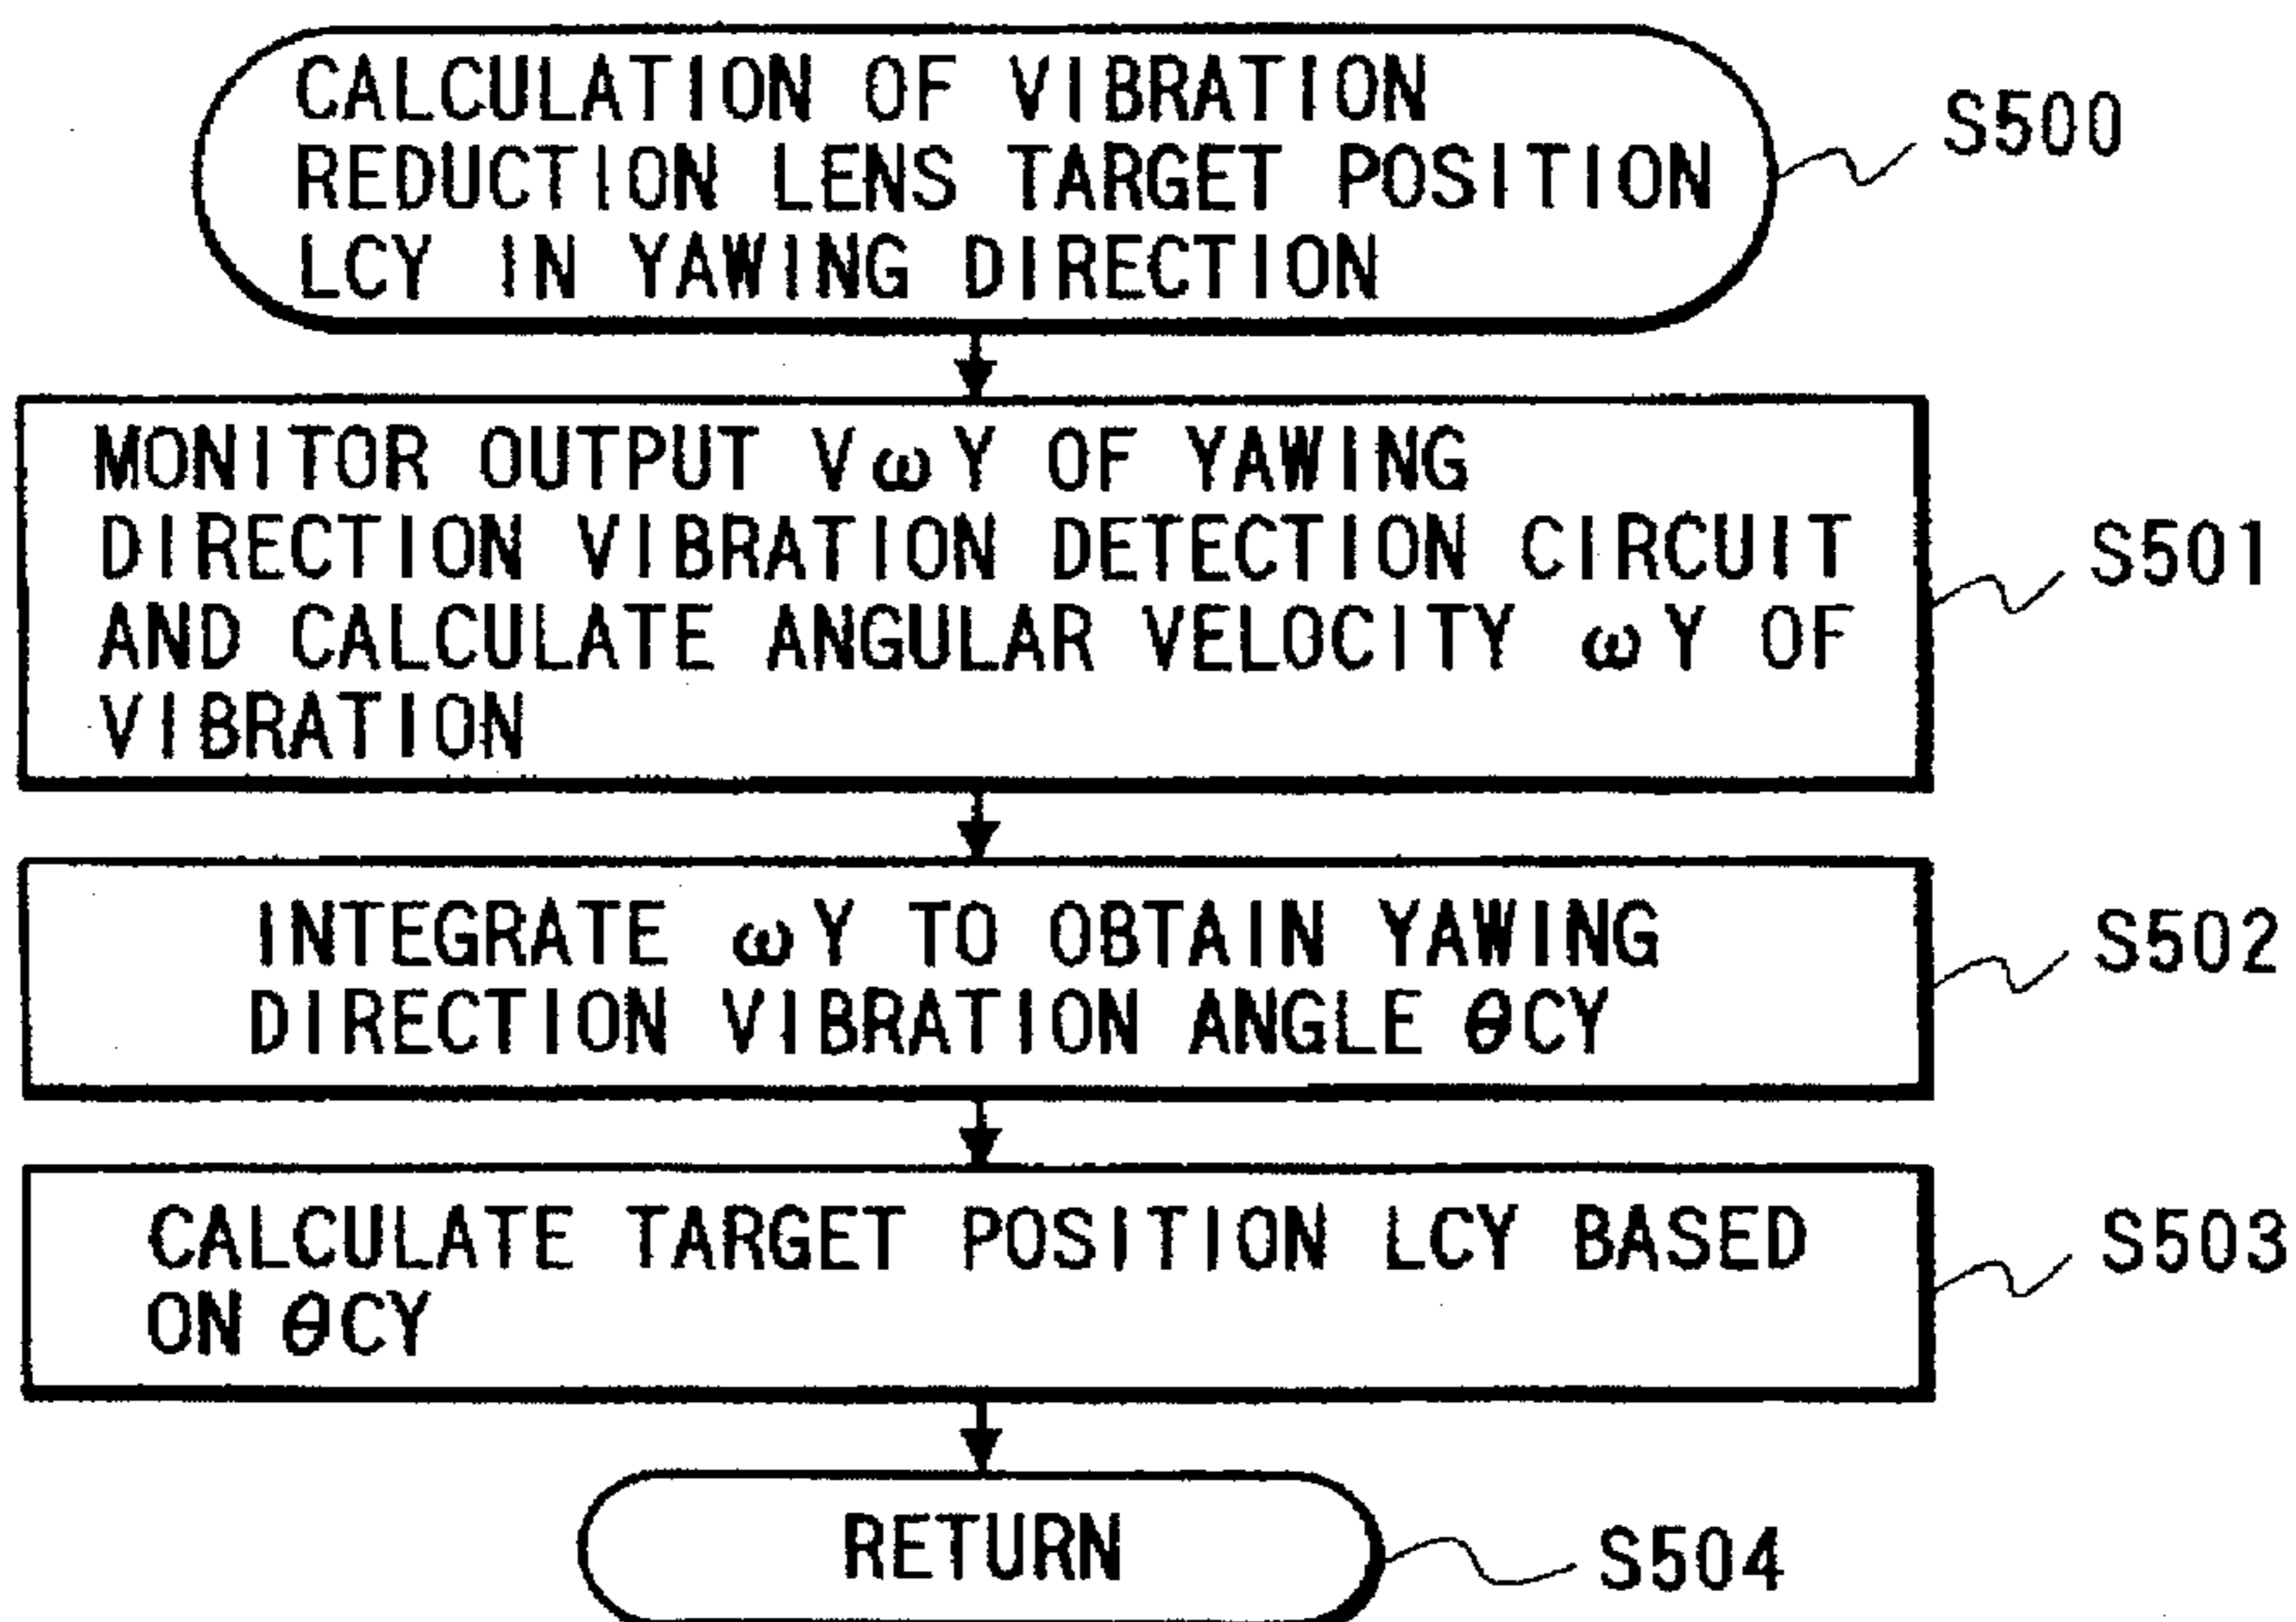 CALCULATION OF VIBRATION
REDUCTION LENS TARGET POSITION
LCY IN YAWING DIRECTION
S500
MONITOR OUTPUT VωY OF YAWING
DIRECTION VIBRATION DETECTION CIRCUIT
AND CALCULATE ANGULAR VELOCITY ωY OF
VIBRATION
S501
INTEGRATE ωY TO OBTAIN YAWING
DIRECTION VIBRATION ANGLE θCY
S502
CALCULATE TARGET POSITION LCY BASED
ON θCY
S503
RETURN
S504